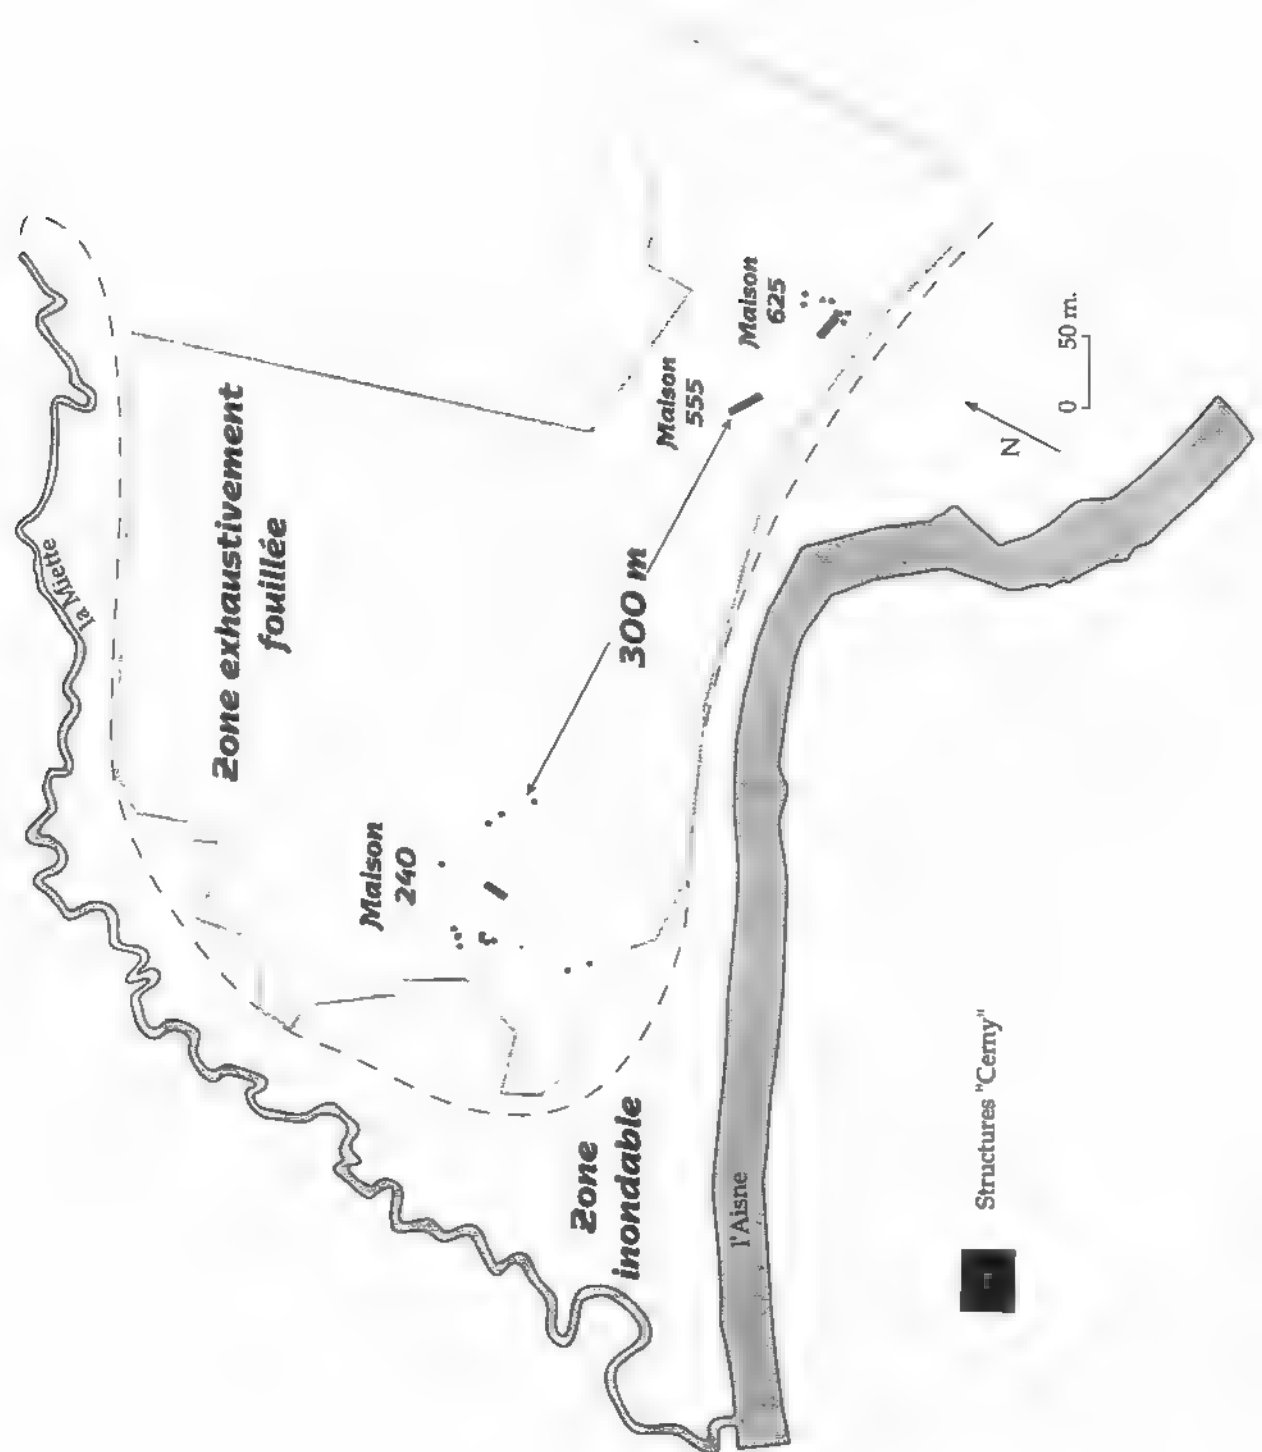 la Miette
Zone exhaustivement
fouillée
Maison
240
300 m
Maison
555
Maison
625
Zone
inondable
l'Aisne
N
0 50 m.
Structures "Cerny"